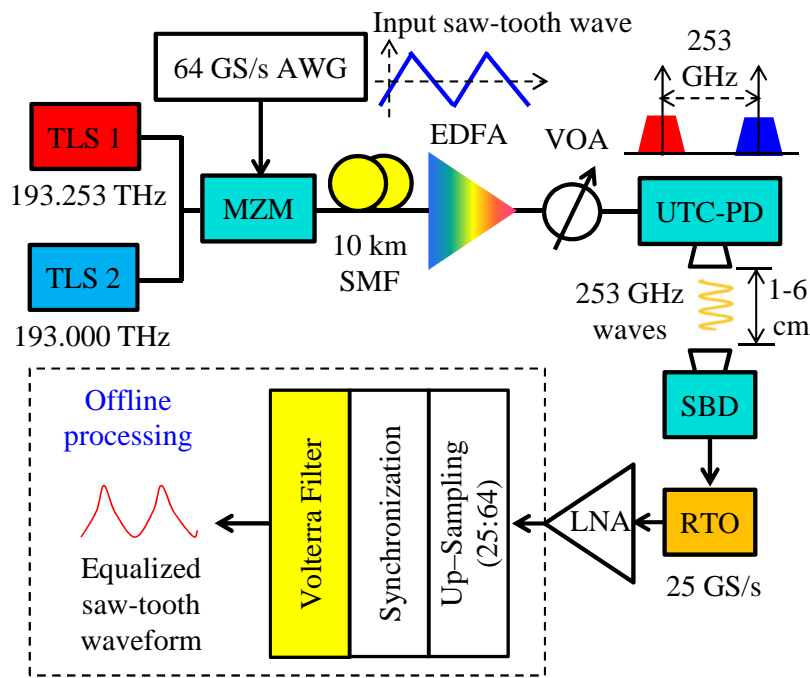 Input saw-tooth wave
253
GHz
64 GS/s AWG
TLS 1
193.253 THz
EDFA
VOA
MZM
UTC-PD
10 km
SMF
TLS 2
193.000 THz
253 GHz
waves
1-6
cm
SBD
Offline
processing
Volterra Filter
Synchronization
Up–Sampling
(25:64)
LNA
RTO
25 GS/s
Equalized
saw-tooth
waveform